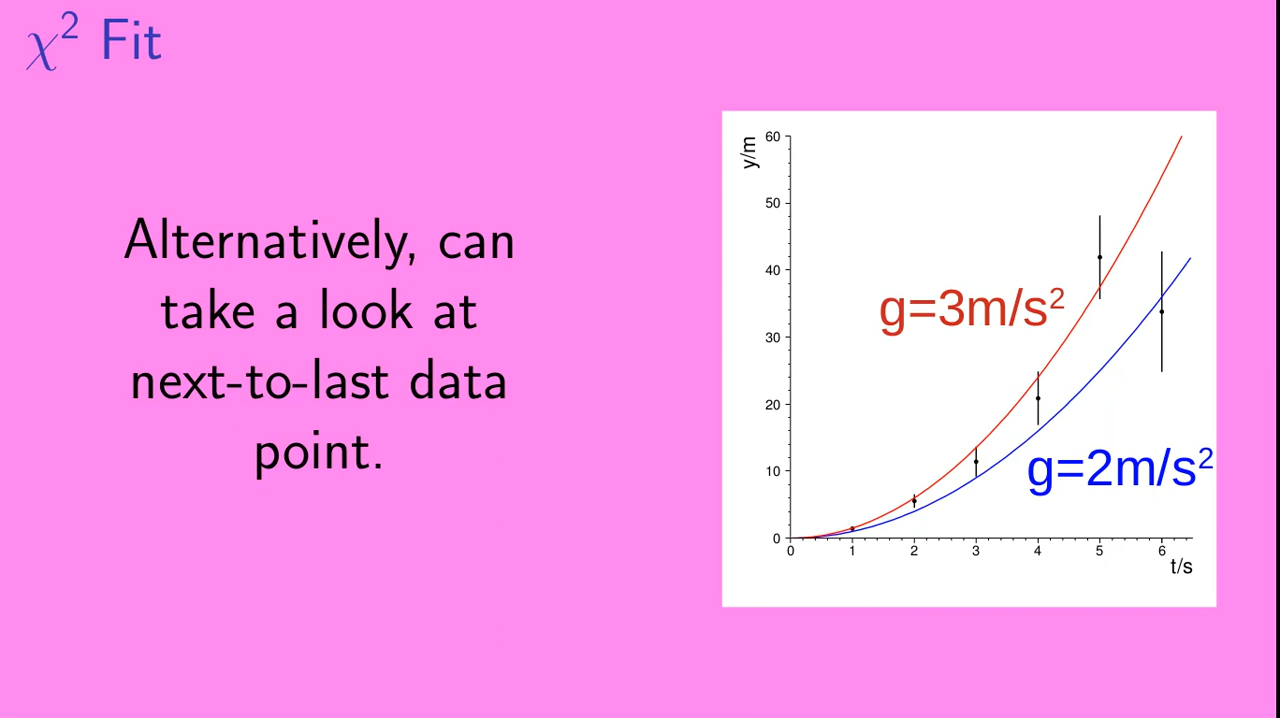 χ² Fit
Alternatively, can
take a look at
next-to-last data
point.
y/m
60
50
40
30
20
10
0
0 1 2 3 4 5 6
t/s
g=3m/s²
g=2m/s²